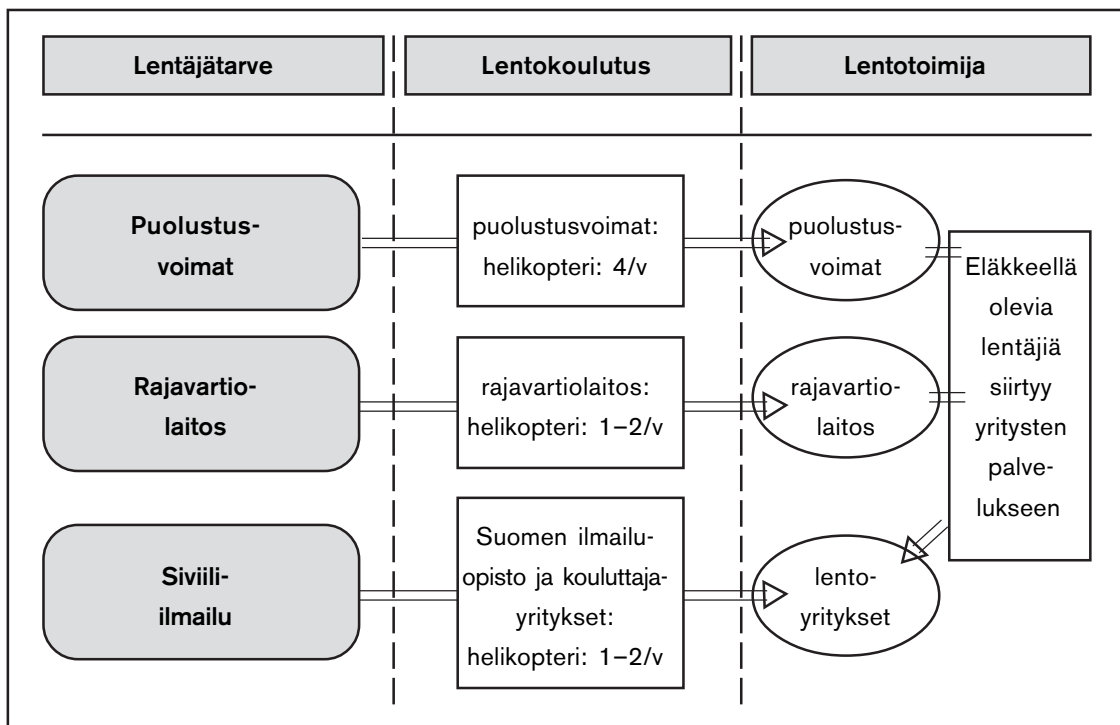 Lentäjätarve
Lentokoulutus
Lentotoimija
Puolustus-
voimat
puolustusvoimat:
helikopteri: 4/v
puolustus-
voimat
Eläkkeellä
olevia
lentäjiä
siirtyy
yritysten
palve-
lukseen
Rajavartio-
laitos
rajavartiolaitos:
helikopteri: 1–2/v
rajavartio-
laitos
Siviili-
ilmailu
Suomen ilmailu-
opisto ja kouluttaja-
yritykset:
helikopteri: 1–2/v
lento-
yritykset